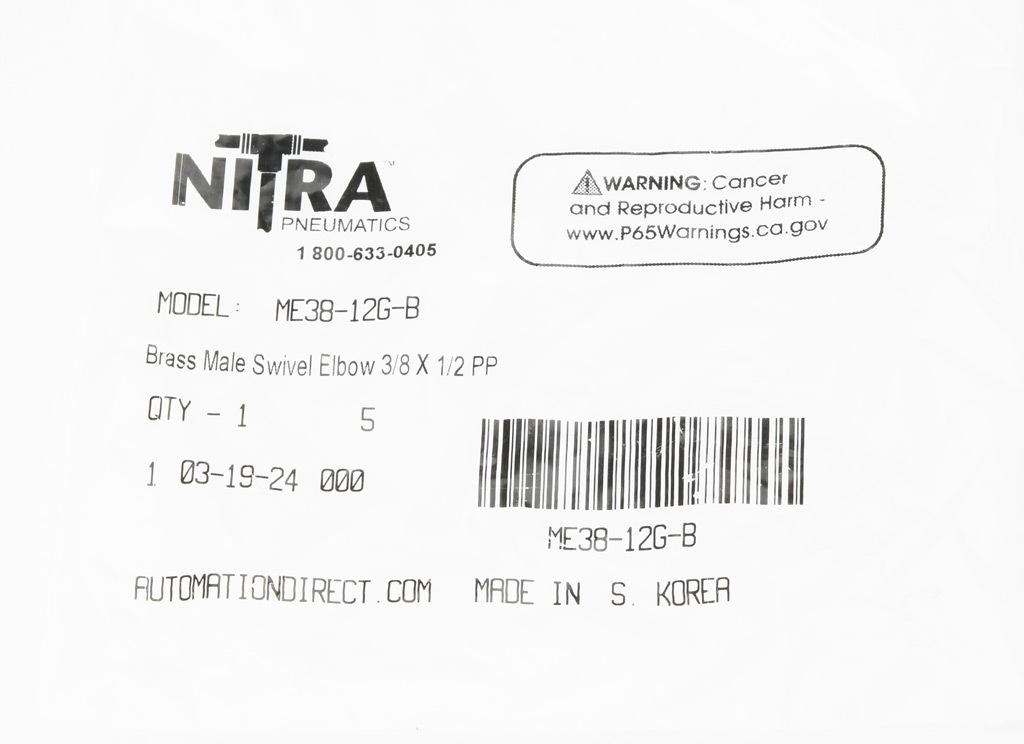 NITRA™
PNEUMATICS
1 800-633-0405
WARNING: Cancer
and Reproductive Harm -
www.P65Warnings.ca.gov
MODEL: ME38-12G-B
Brass Male Swivel Elbow 3/8 X 1/2 PP
QTY - 1 5
1 03-19-24 000
ME38-12G-B
AUTOMATIONDIRECT.COM MADE IN S. KOREA